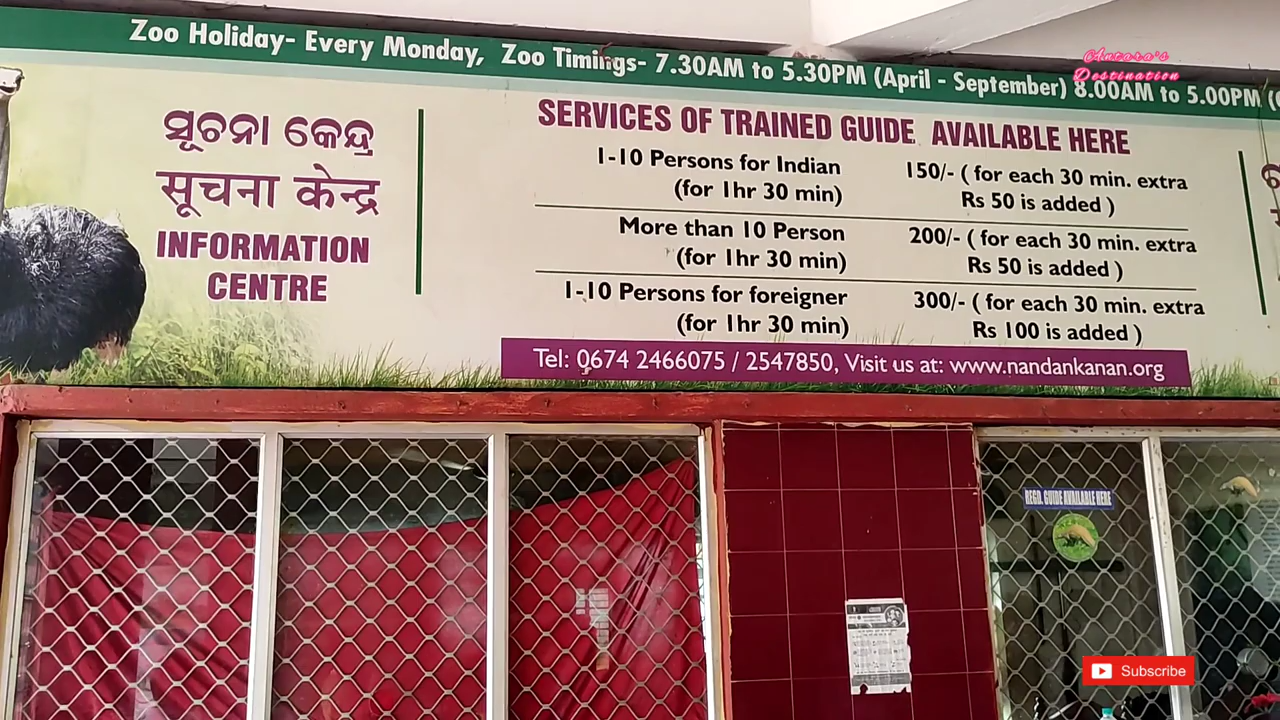 Zoo Holiday- Every Monday, Zoo Timings- 7.30AM to 5.30PM (April - September) 8.00AM to 5.00PM
Antara's
Destination
ସୂଚନା କେନ୍ଦ୍ର
सूचना केन्द्र
INFORMATION
CENTRE
SERVICES OF TRAINED GUIDE AVAILABLE HERE
1-10 Persons for Indian 150/- ( for each 30 min. extra
(for 1hr 30 min) Rs 50 is added )
More than 10 Person 200/- ( for each 30 min. extra
(for 1hr 30 min) Rs 50 is added )
1-10 Persons for foreigner 300/- ( for each 30 min. extra
(for 1hr 30 min) Rs 100 is added )
Tel: 0674 2466075 / 2547850, Visit us at: www.nandankanan.org
REGD. GUIDE AVAILABLE HERE
Subscribe